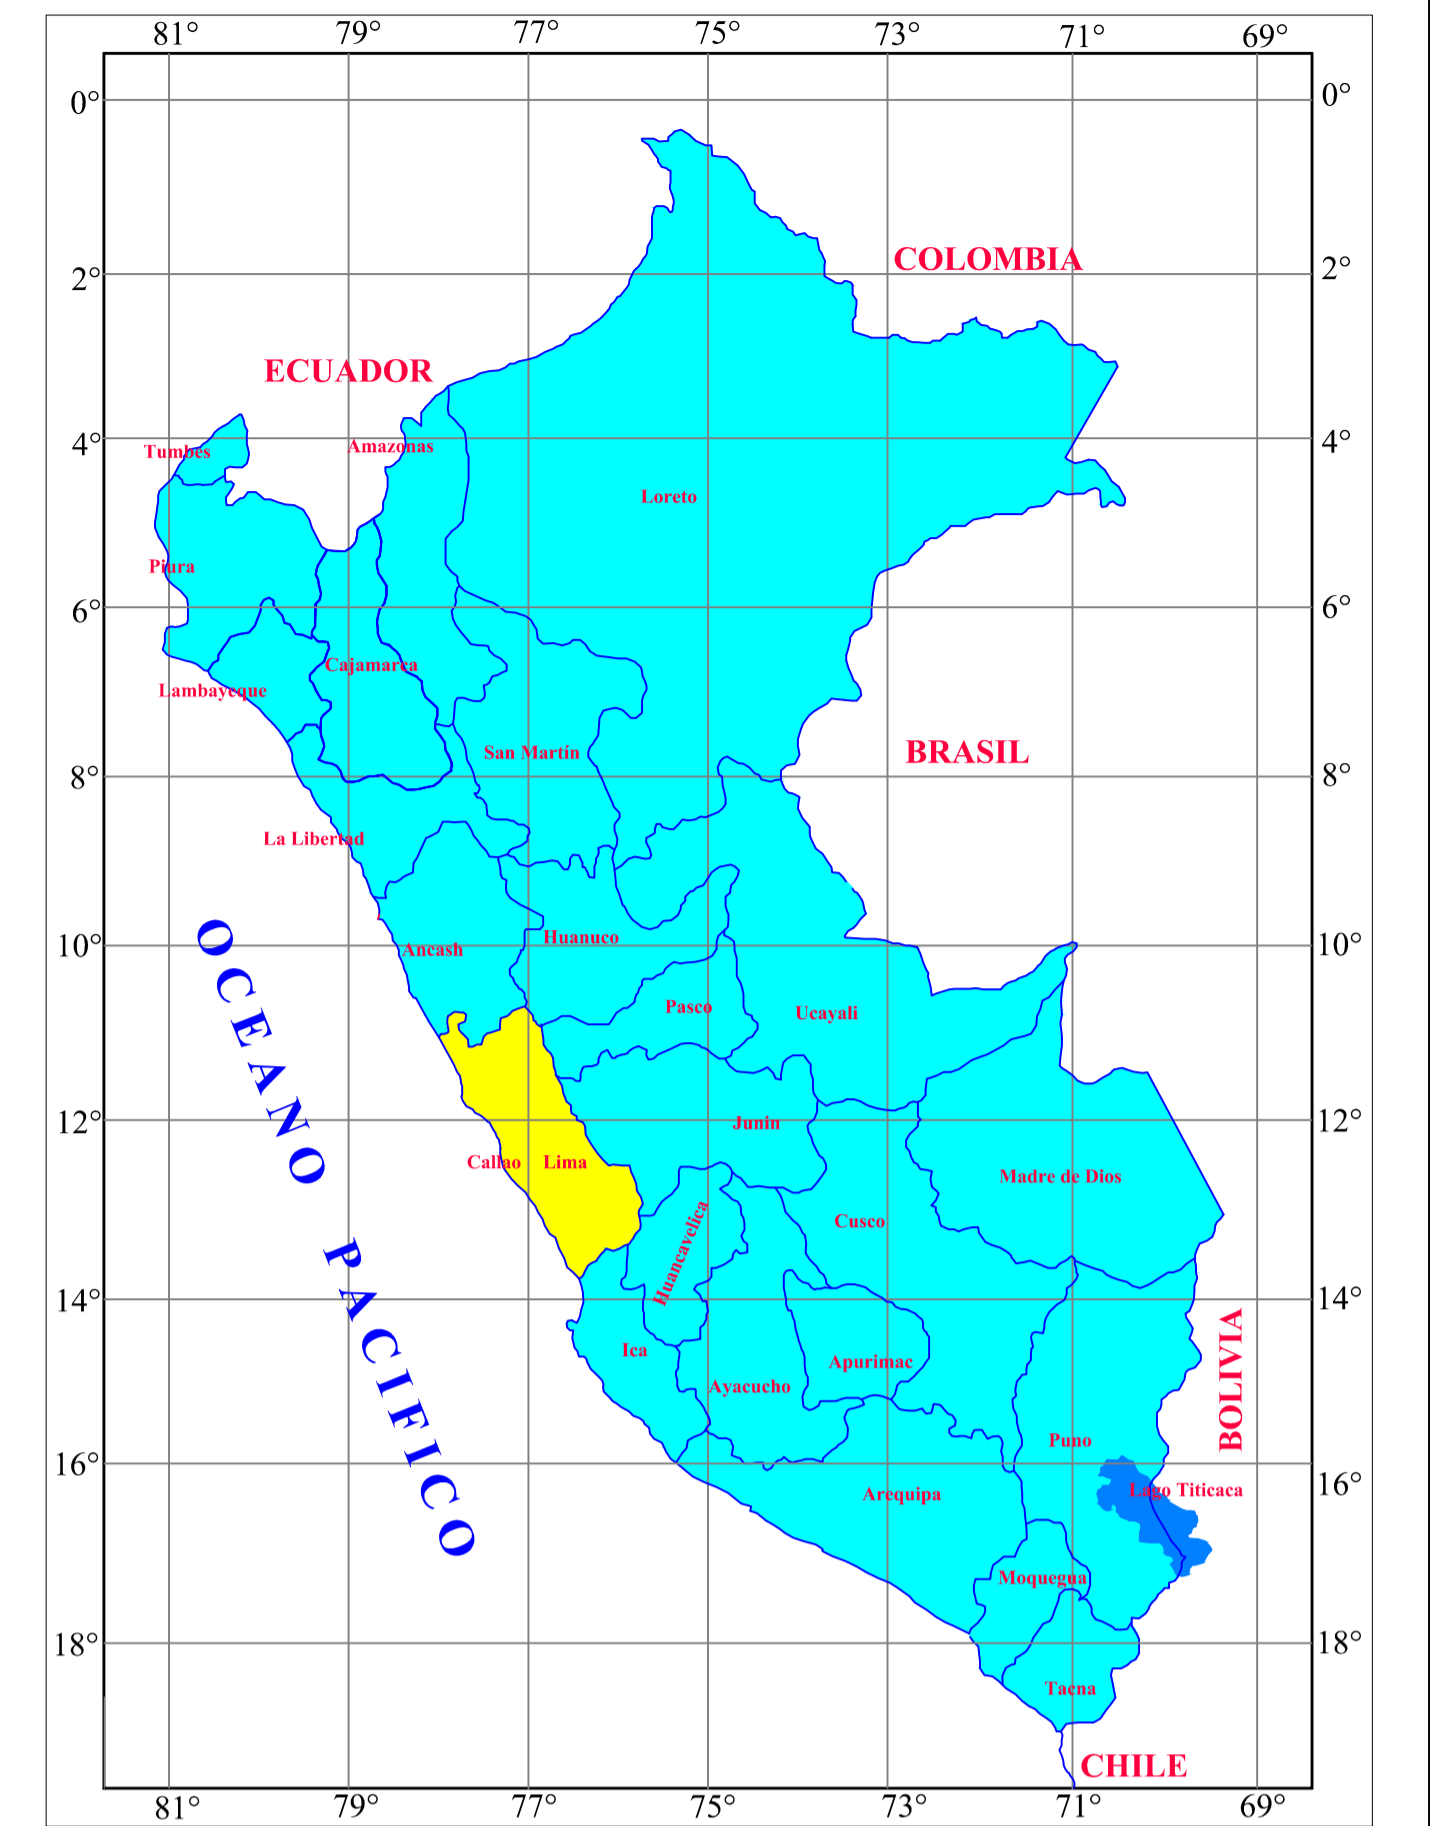 81° 79° 77° 75° 73° 71° 69°
0° 0°
COLOMBIA
2° 2°
ECUADOR
4° 4°
Tumbes Amazonas
Loreto
Piura
6° 6°
Cajamarca
Lambayeque
San Martín BRASIL
8° 8°
La Libertad
Huanuco
Ancash
10° 10°
Pasco
Ucayali
OCEANO PACIFICO
12° 12°
Junin
Callao Lima
Madre de Dios
Cusco
Huancavelica
14° 14°
Ica
Apurimac
BOLIVIA
Ayacucho
Puno
16° 16°
Lago Titicaca
Arequipa
Moquegua
18° 18°
Tacna
CHILE
81° 79° 77° 75° 73° 71° 69°